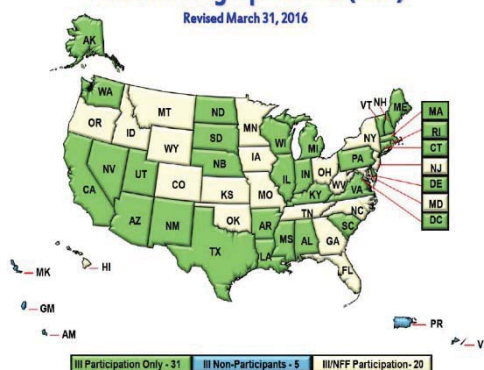 Revised March 31, 2016
AK
WA
MT
ND
MN
VT
NH
ME
MA
OR
ID
SD
WI
MI
NY
RI
WY
CT
NV
UT
NB
IA
PA
NJ
CA
CO
IL
IN
OH
WV
VA
DE
KS
MO
KY
MD
AZ
NM
OK
AR
TN
NC
DC
SC
TX
LA
MS
AL
GA
FL
MK
HI
GM
PR
AM
V
III Participation Only - 31
III Non-Participants - 5
III/NFF Participation- 20